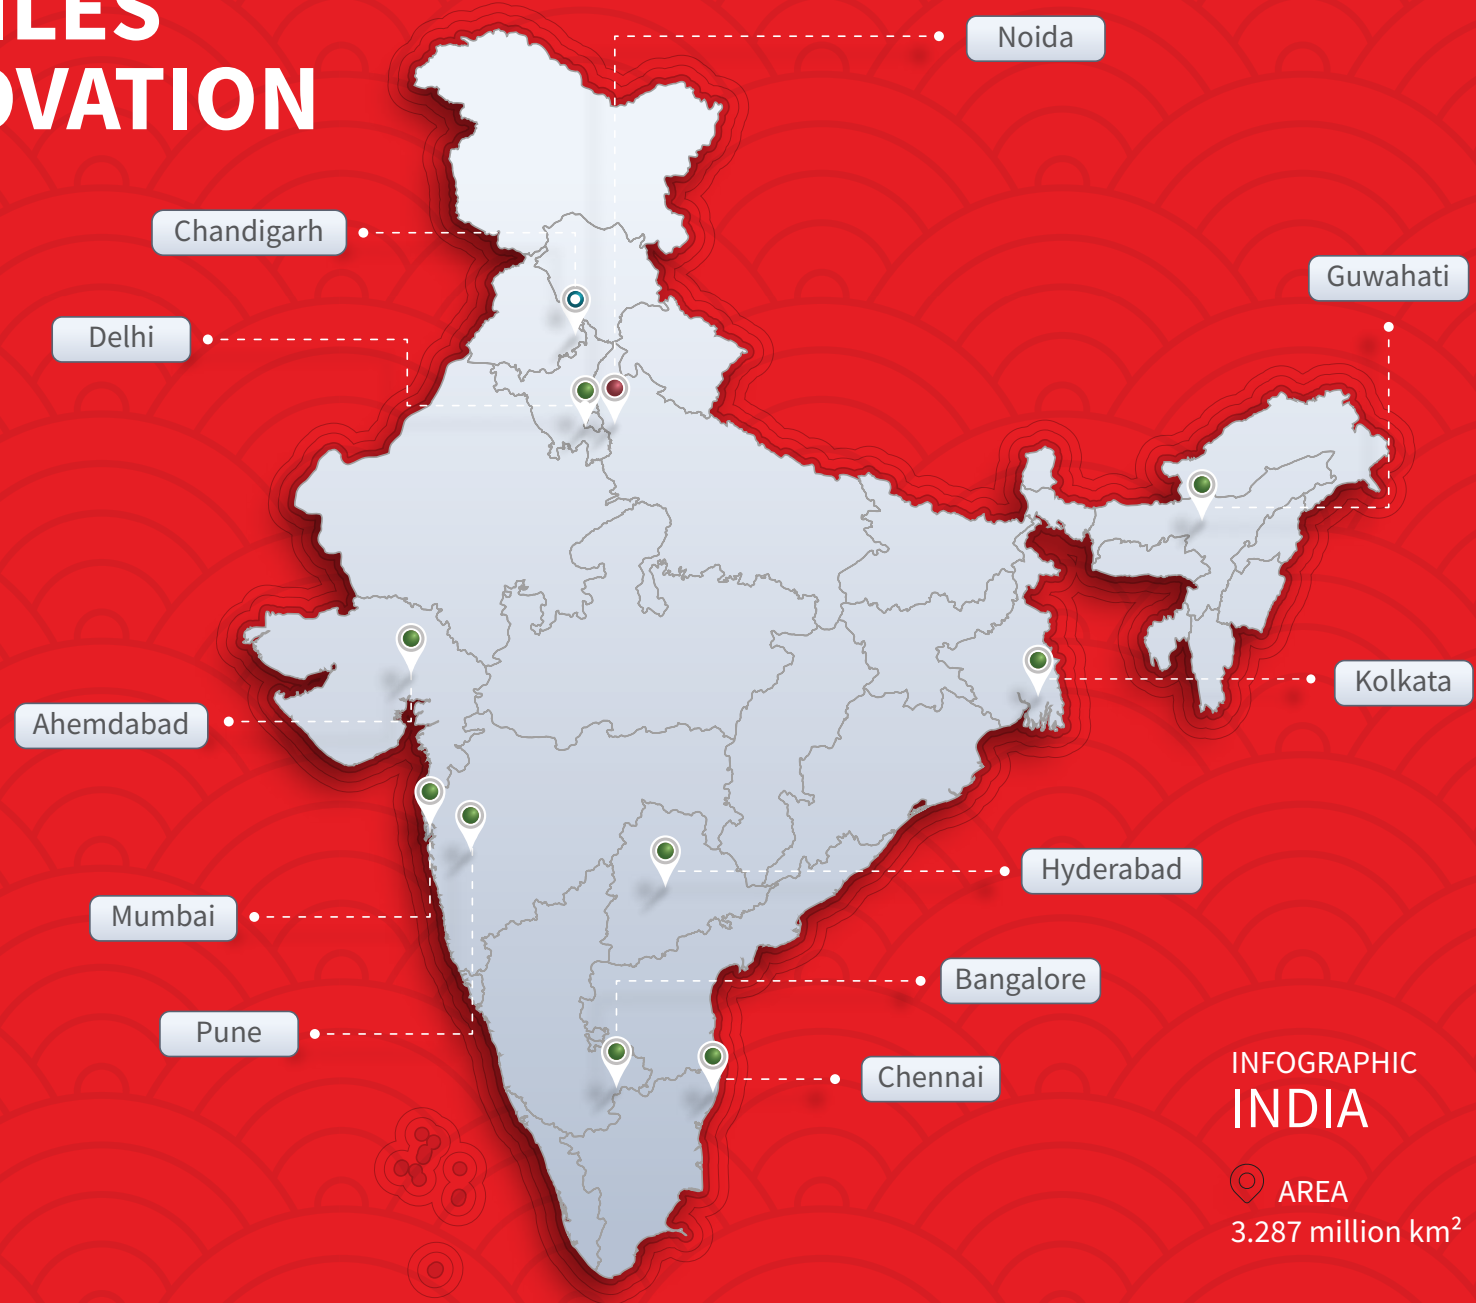 OVATION
Noida
Chandigarh
Guwahati
Delhi
Kolkata
Ahemdabad
Hyderabad
Mumbai
Bangalore
Pune
Chennai
INFOGRAPHIC
INDIA
AREA
3.287 million km²